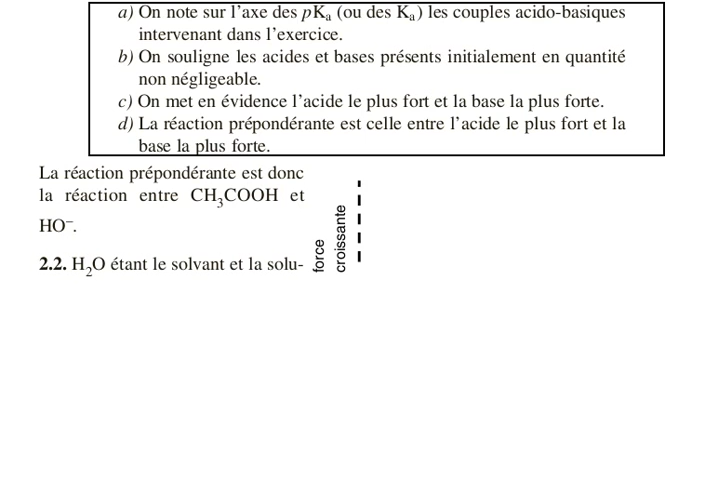 a) On note sur l'axe des pKₐ (ou des Kₐ) les couples acido-basiques
intervenant dans l'exercice.
b) On souligne les acides et bases présents initialement en quantité
non négligeable.
c) On met en évidence l'acide le plus fort et la base la plus forte.
d) La réaction prépondérante est celle entre l'acide le plus fort et la
base la plus forte.
La réaction prépondérante est donc
la réaction entre CH₃COOH et
HO⁻.
2.2. H₂O étant le solvant et la solu-
force
croissante